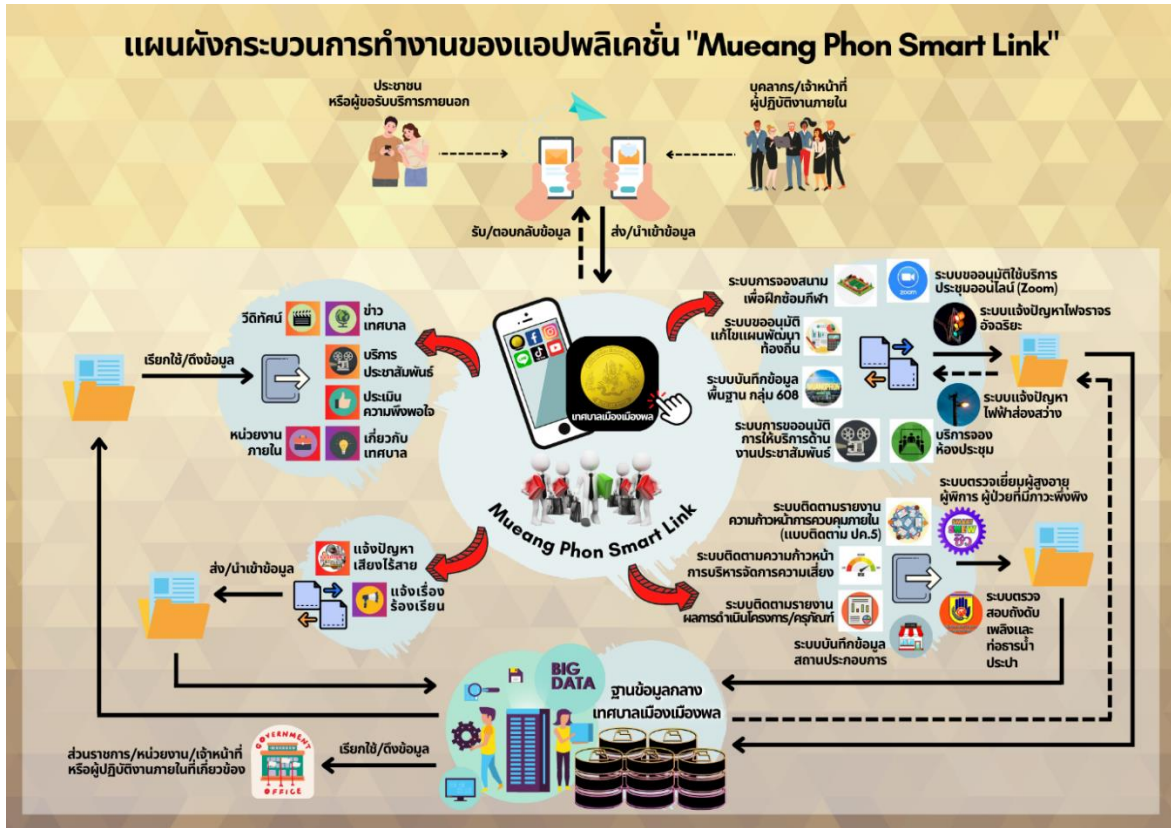 แผนผังกระบวนการทำงานของแอปพลิเคชั่น "Mueang Phon Smart Link"
ประชาชน
หรือผู้ขอรับบริการภายนอก
บุคลากร/เจ้าหน้าที่
ผู้ปฏิบัติงานภายใน
รับ/ตอบกลับข้อมูล
ส่ง/นำเข้าข้อมูล
วีดิทัศน์
ข่าว
เทศบาล
บริการ
ประชาสัมพันธ์
ประเมิน
ความพึงพอใจ
หน่วยงาน
ภายใน
เกี่ยวกับ
เทศบาล
เรียกใช้/ดึงข้อมูล
เทศบาลเมืองเมืองพล
Mueang Phon Smart Link
ระบบการจองสนาม
เพื่อฝึกซ้อมกีฬา
zoom
ระบบขออนุมัติใช้บริการ
ประชุมออนไลน์ (Zoom)
ระบบขออนุมัติ
แก้ไขแผนพัฒนา
ท้องถิ่น
ระบบแจ้งปัญหาไฟจราจร
อัจฉริยะ
ระบบบันทึกข้อมูล
พื้นฐาน กลุ่ม 608
ระบบแจ้งปัญหา
ไฟฟ้าส่องสว่าง
ระบบการขออนุมัติ
การให้บริการด้าน
งานประชาสัมพันธ์
บริการจอง
ห้องประชุม
แจ้งปัญหา
เสียงไร้สาย
แจ้งเรื่อง
ร้องเรียน
ส่ง/นำเข้าข้อมูล
ระบบติดตามรายงาน
ความก้าวหน้าการควบคุมภายใน
(แบบติดตาม ปค.5)
ระบบตรวจเยี่ยมผู้สูงอายุ
ผู้พิการ ผู้ป่วยที่มีภาวะพึ่งพิง
ระบบติดตามความก้าวหน้า
การบริหารจัดการความเสี่ยง
ระบบติดตามรายงาน
ผลการดำเนินโครงการ/ครุภัณฑ์
ระบบตรวจ
สอบถังดับ
เพลิงและ
ท่อธารน้ำ
ประปา
ระบบบันทึกข้อมูล
สถานประกอบการ
BIG
DATA
ฐานข้อมูลกลาง
เทศบาลเมืองเมืองพล
ส่วนราชการ/หน่วยงาน/เจ้าหน้าที่
หรือผู้ปฏิบัติงานภายในที่เกี่ยวข้อง
GOVERNMENT
OFFICE
เรียกใช้/ดึงข้อมูล